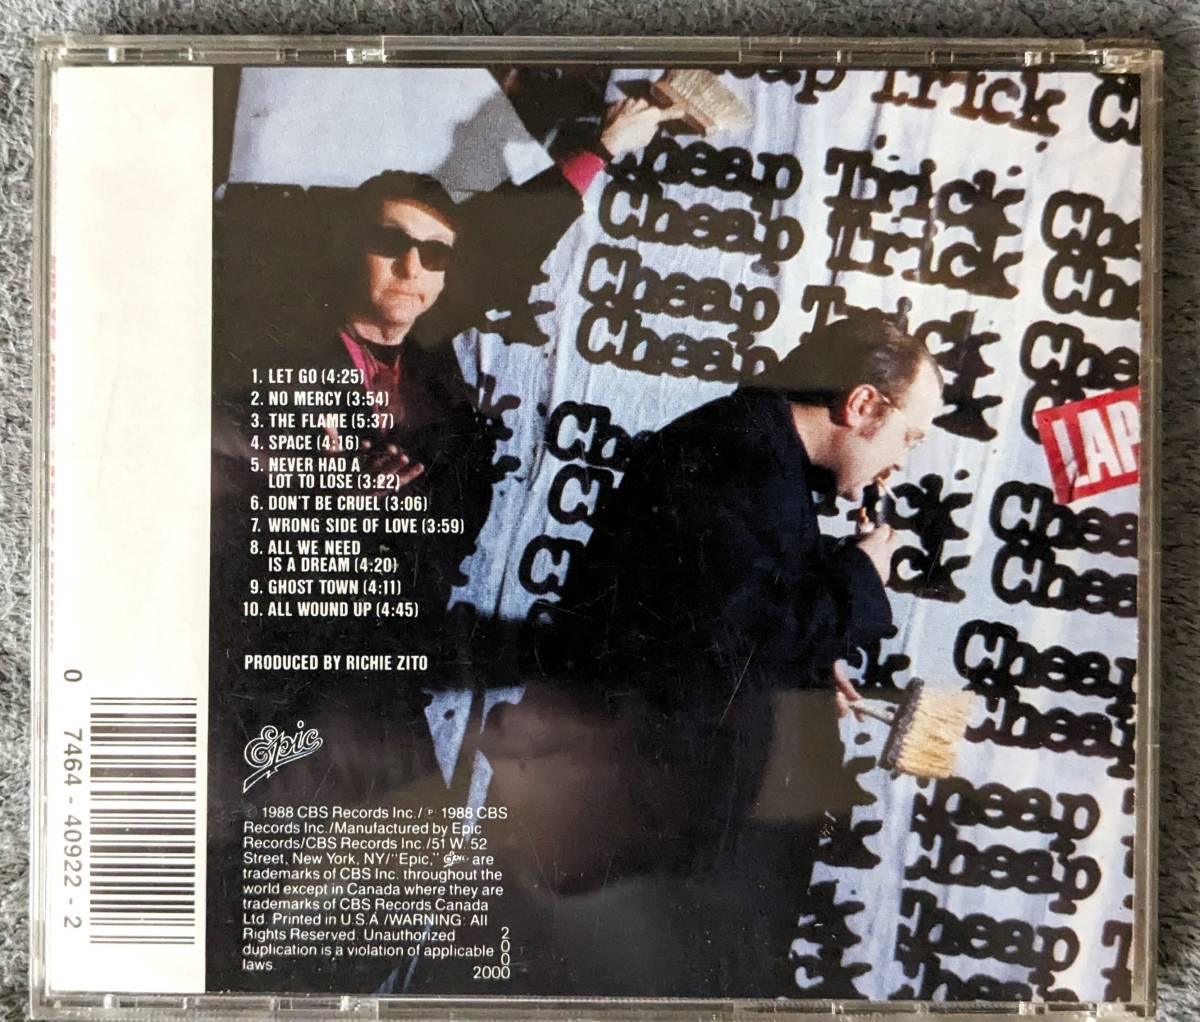 Cheap Trick
Cheap Trick
Cheap Trick
Cheap Trick
Cheap
LAP
1. LET GO (4:25)
2. NO MERCY (3:54)
3. THE FLAME (5:37)
4. SPACE (4:16)
5. NEVER HAD A
LOT TO LOSE (3:22)
6. DON'T BE CRUEL (3:06)
7. WRONG SIDE OF LOVE (3:59)
8. ALL WE NEED
IS A DREAM (4:20)
9. GHOST TOWN (4:11)
10. ALL WOUND UP (4:45)
PRODUCED BY RICHIE ZITO
Epic
© 1988 CBS Records Inc./℗ 1988 CBS
Records Inc./Manufactured by Epic
Records/CBS Records Inc./51 W. 52
Street, New York, NY/"Epic," Epic are
trademarks of CBS Inc. throughout the
world except in Canada where they are
trademarks of CBS Records Canada
Ltd. Printed in U.S.A./WARNING: All
Rights Reserved. Unauthorized
duplication is a violation of applicable
laws.
2000
2000
0 7464-40922-2